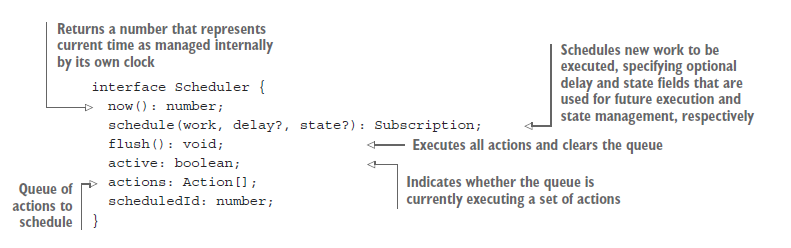 Returns a number that represents
current time as managed internally
by its own clock
Schedules new work to be
executed, specifying optional
delay and state fields that are
used for future execution and
state management, respectively
interface Scheduler {
now(): number;
schedule(work, delay?, state?): Subscription;
flush(): void;
Executes all actions and clears the queue
active: boolean;
Indicates whether the queue is
currently executing a set of actions
Queue of
actions to
schedule
actions: Action[];
scheduledId: number;
}